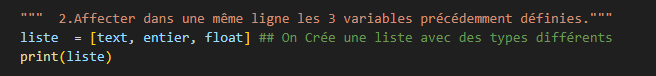 """  2.Affecter dans une même ligne les 3 variables précédemment définies."""
liste  = [text, entier, float] ## On Crée une liste avec des types différents
print(liste)